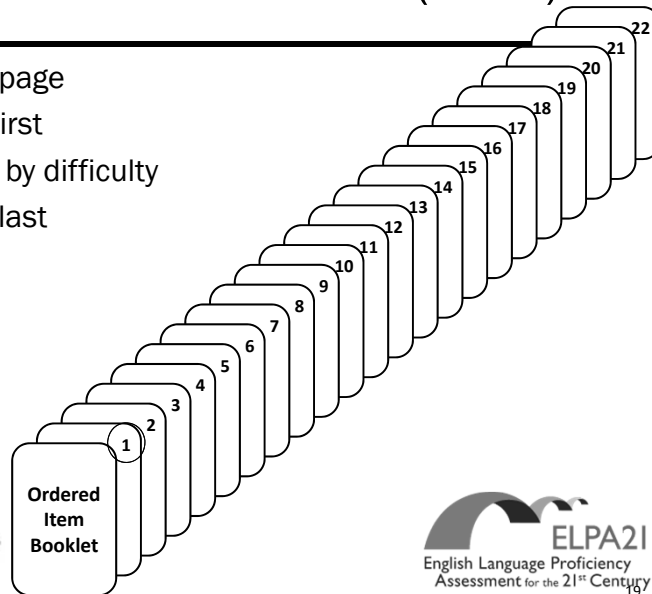 page
irst
by difficulty
last
22
21
20
19
18
17
16
15
14
13
12
11
10
9
8
7
6
5
4
3
2
1
Ordered
Item
Booklet
ELPA21
English Language Proficiency
Assessment for the 21st Century
19